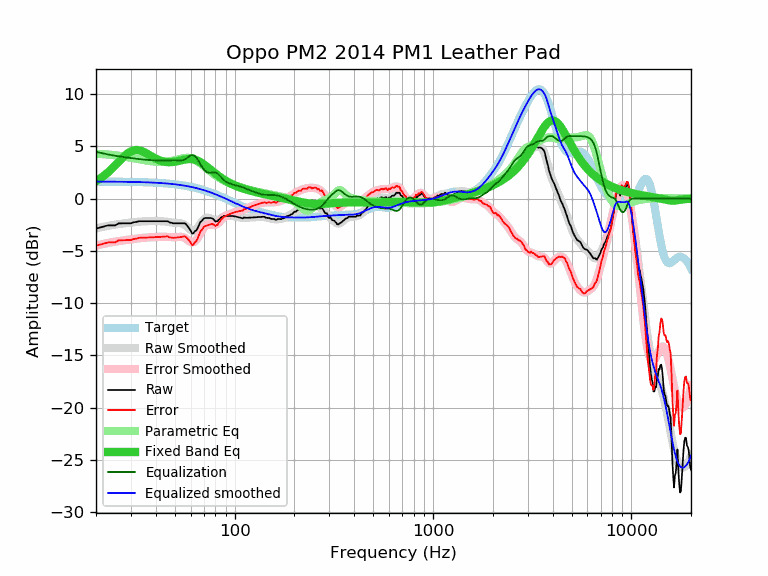 Oppo PM2 2014 PM1 Leather Pad
Amplitude (dBr)
10
5
0
−5
−10
−15
−20
−25
−30
Target
Raw Smoothed
Error Smoothed
Raw
Error
Parametric Eq
Fixed Band Eq
Equalization
Equalized smoothed
100 1000 10000
Frequency (Hz)